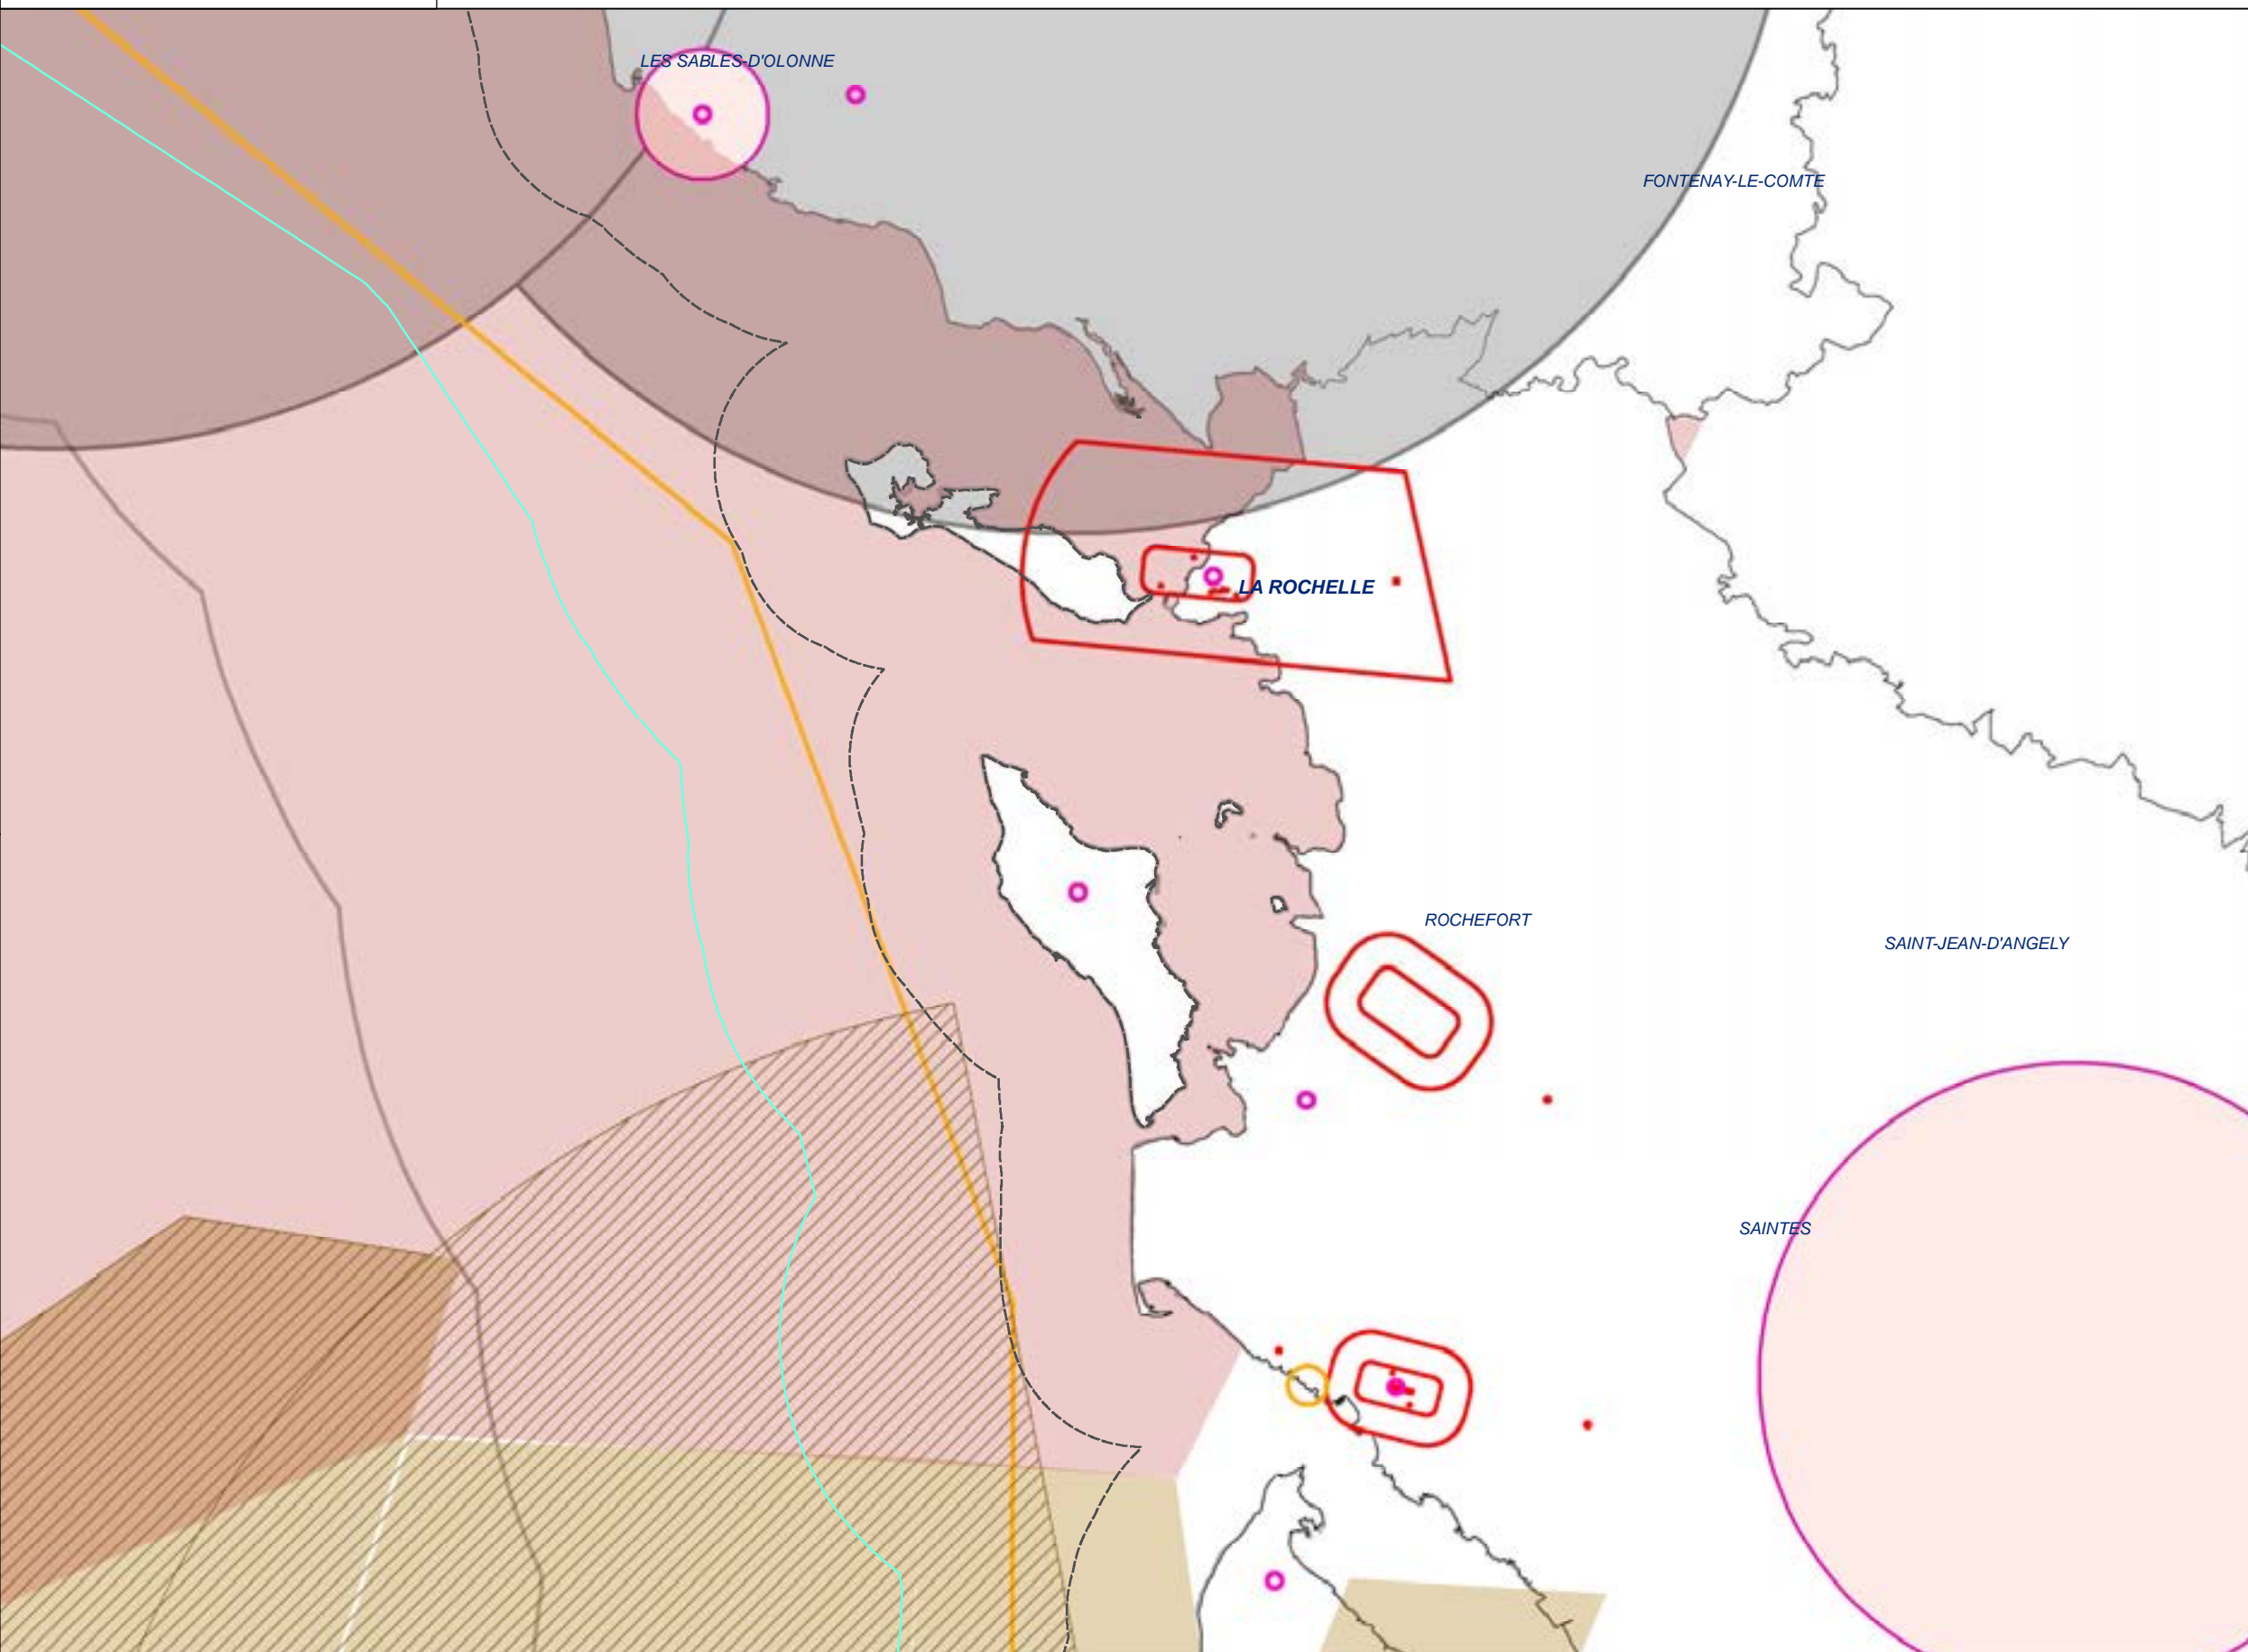 LES SABLES-D'OLONNE
FONTENAY-LE-COMTE
LA ROCHELLE
ROCHEFORT
SAINT-JEAN-D'ANGELY
SAINTES